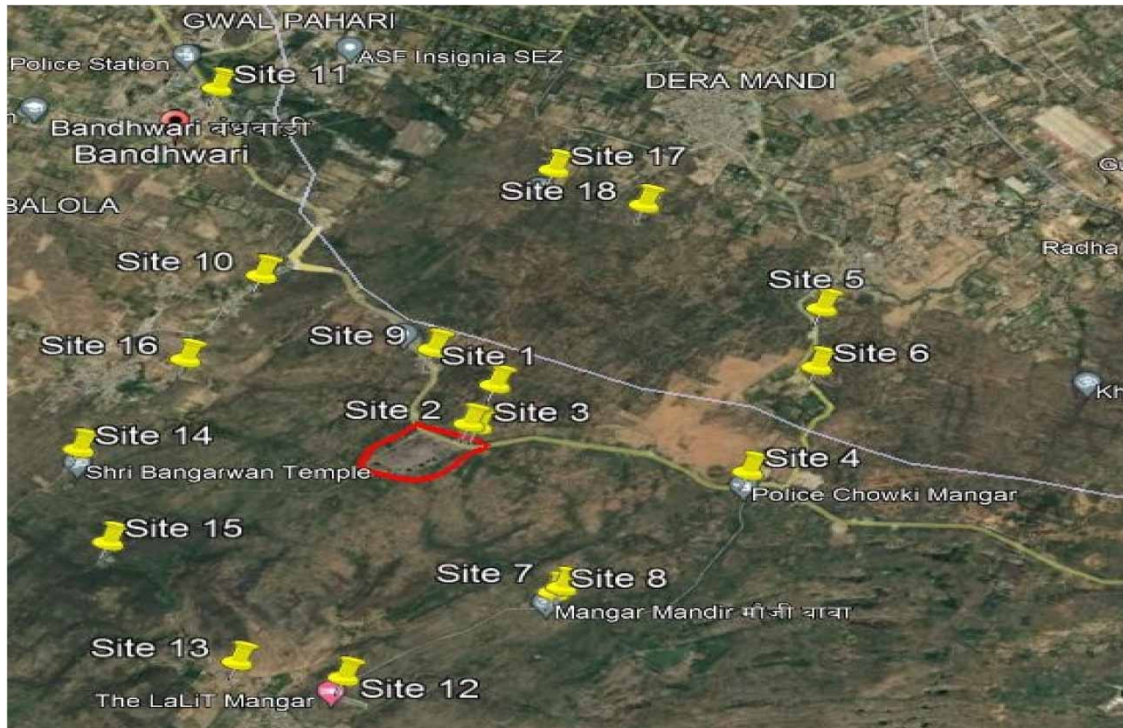 GWAL PAHARI
Police Station
ASF Insignia SEZ
Site 11
DERA MANDI
Bandhwari बंधवाड़ी
Bandhwari
Site 17
Site 18
BALOLA
Radha
Site 10
Site 5
Site 9
Site 1
Site 16
Site 6
Site 2
Site 3
Kh
Site 14
Shri Bangarwan Temple
Site 4
Police Chowki Mangar
Site 15
Site 7
Site 8
Mangar Mandir
Site 13
Site 12
The LaLiT Mangar